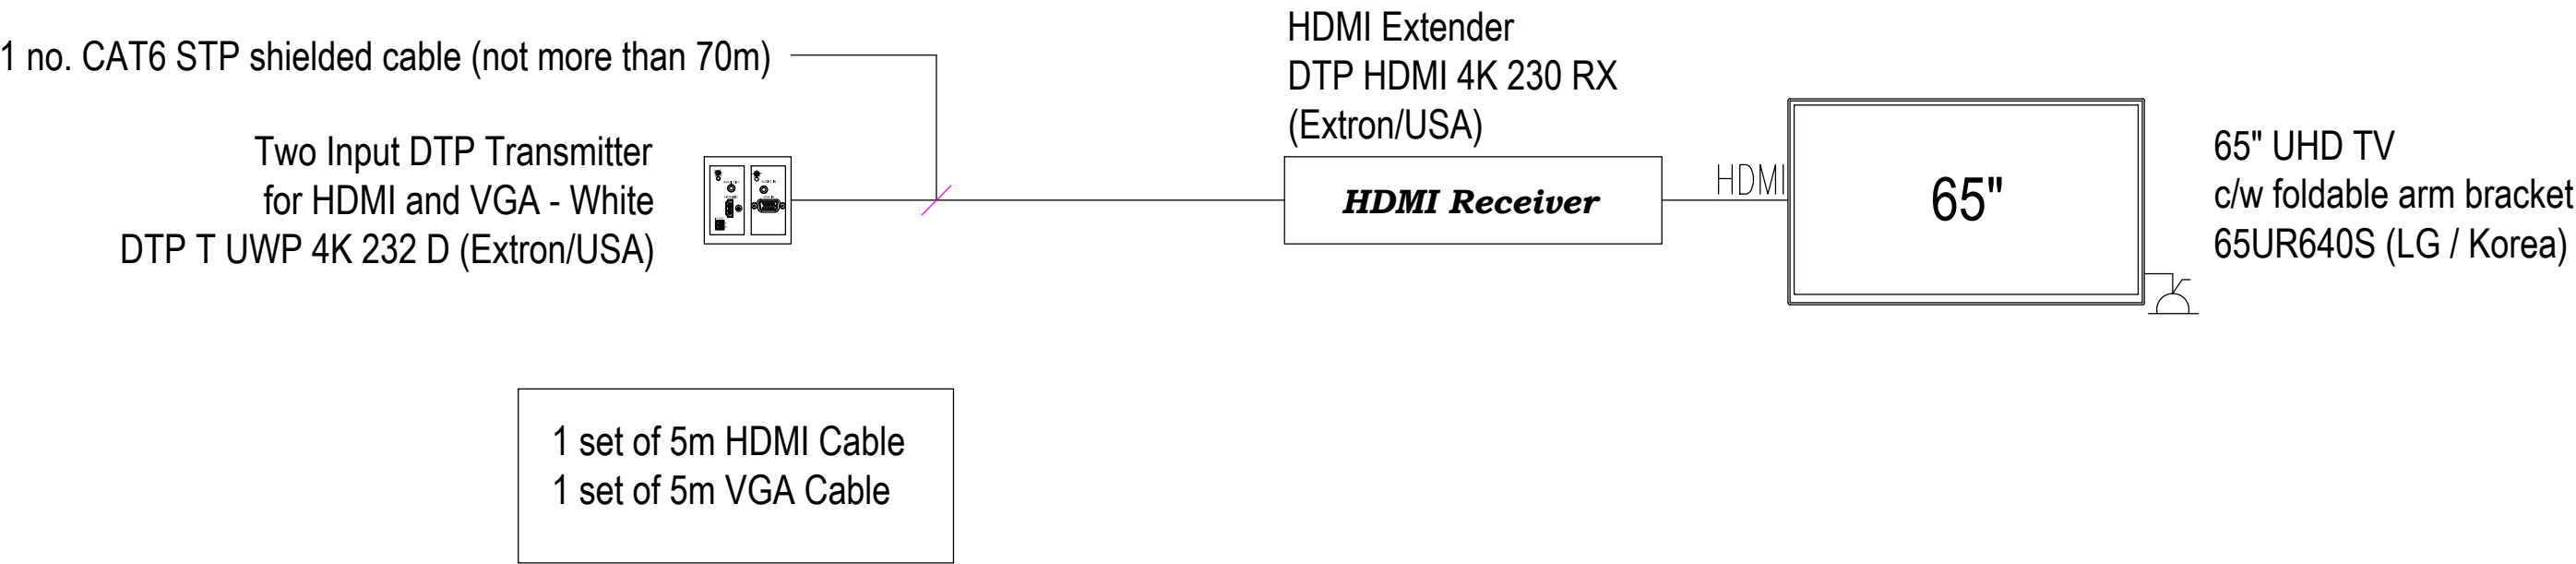 1 no. CAT6 STP shielded cable (not more than 70m)
Two Input DTP Transmitter
for HDMI and VGA - White
DTP T UWP 4K 232 D (Extron/USA)
HDMI Extender
DTP HDMI 4K 230 RX
(Extron/USA)
HDMI Receiver
HDMI
65"
65" UHD TV
c/w foldable arm bracket
65UR640S (LG / Korea)
1 set of 5m HDMI Cable
1 set of 5m VGA Cable